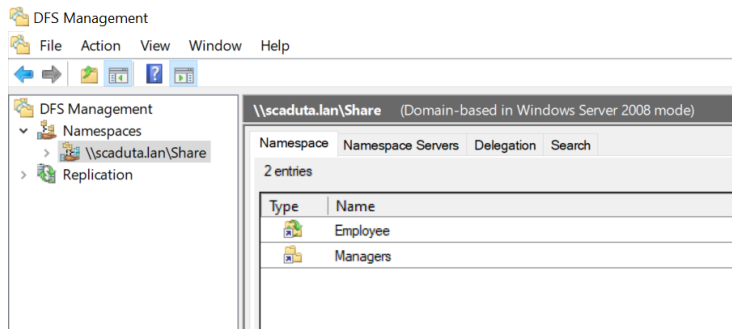 DFS Management
File Action View Window Help
DFS Management
Namespaces
\\scaduta.lan\Share
Replication
\\scaduta.lan\Share (Domain-based in Windows Server 2008 mode)
Namespace Namespace Servers Delegation Search
2 entries
Type Name
Employee
Managers